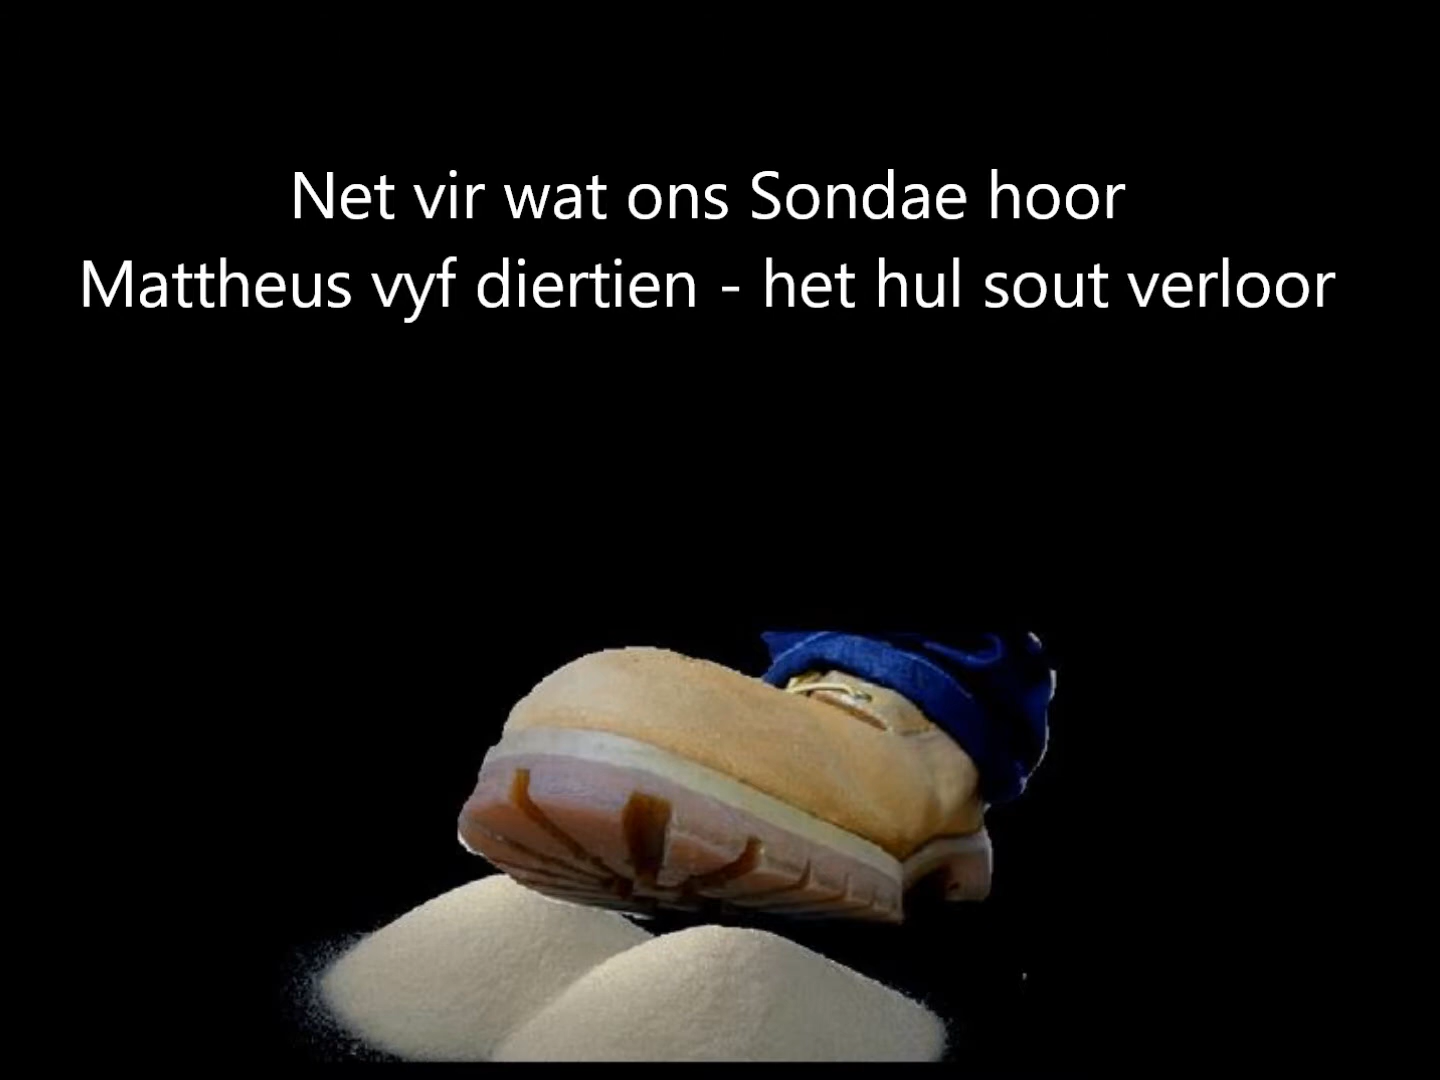 Net vir wat ons Sondae hoor
Mattheus vyf diertien - het hul sout verloor